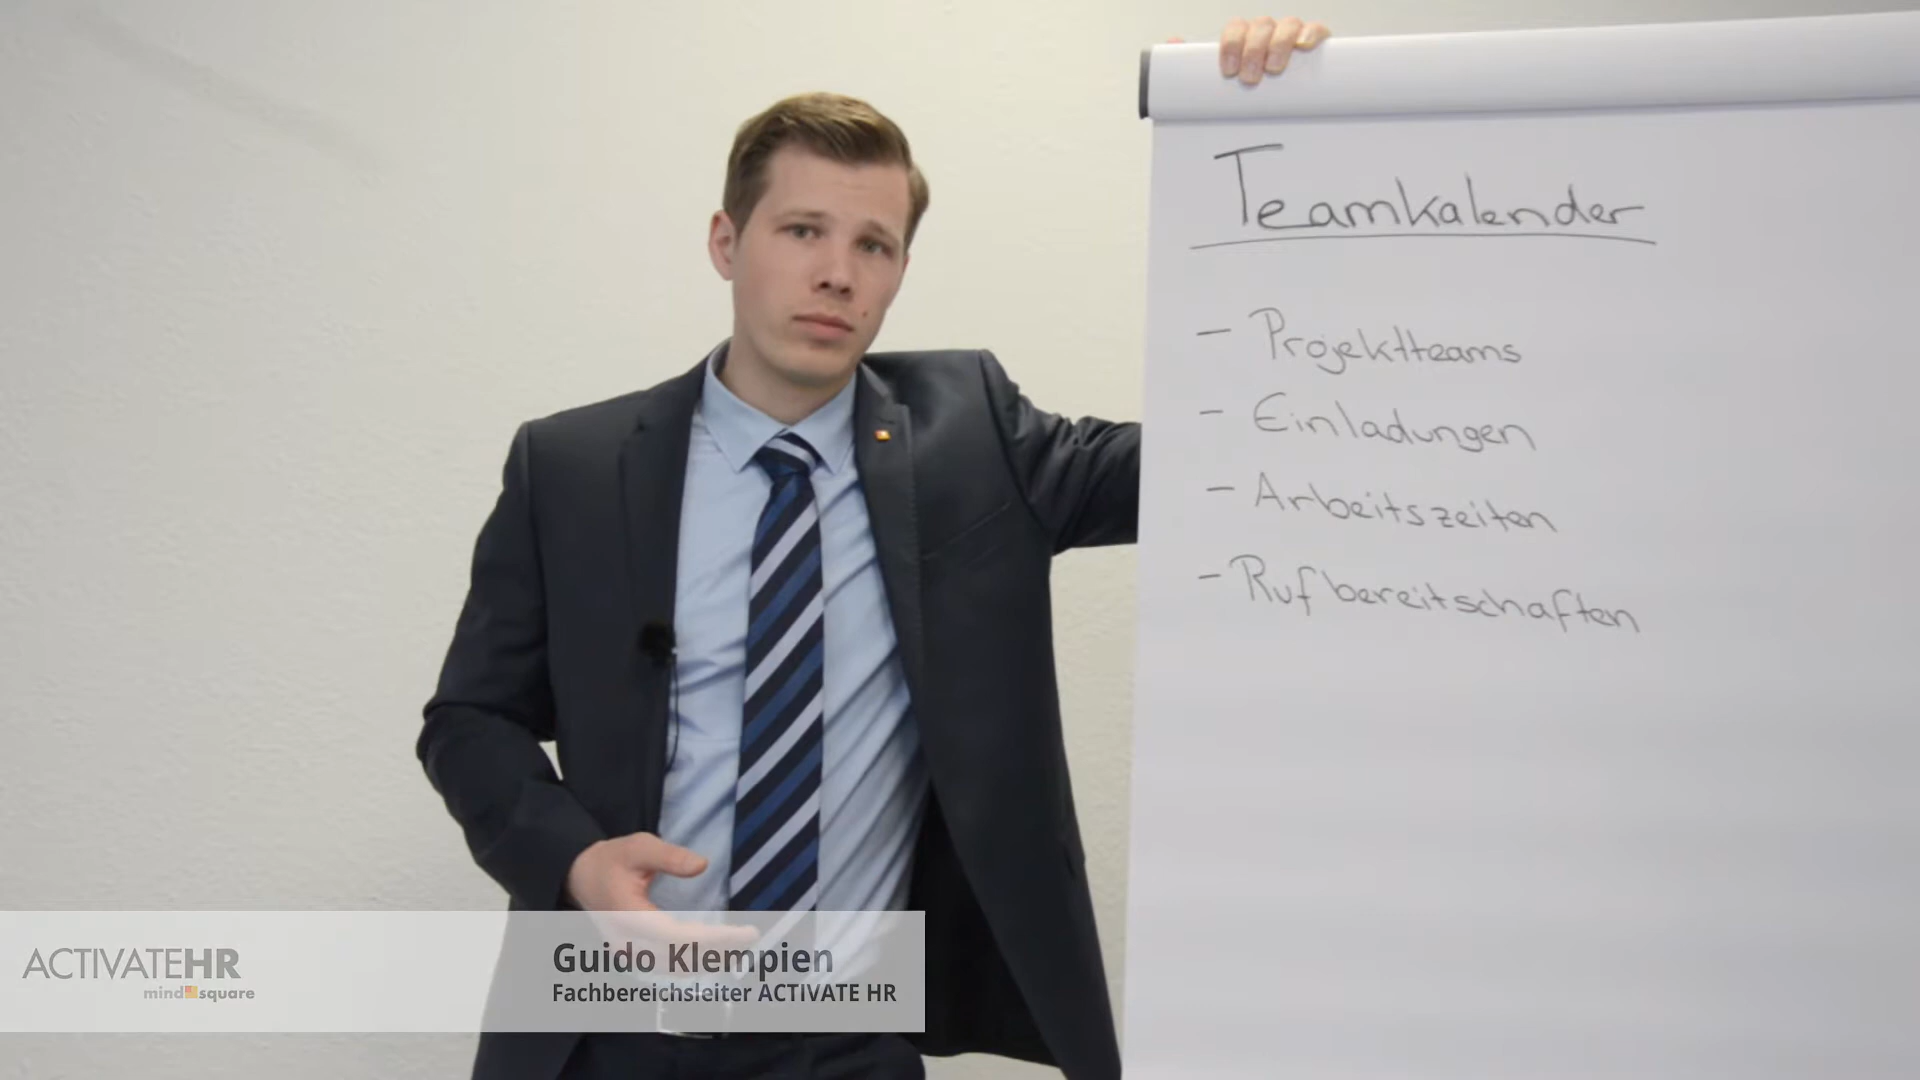 Teamkalender
- Projektteams
- Einladungen
- Arbeitszeiten
- Rufbereitschaften
ACTIVATEHR
mindsquare
Guido Klempien
Fachbereichsleiter ACTIVATE HR